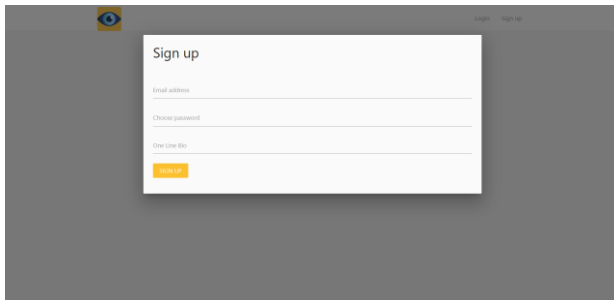 Login Sign up
Sign up
Email address
Choose password
One Line Bio
SIGN UP